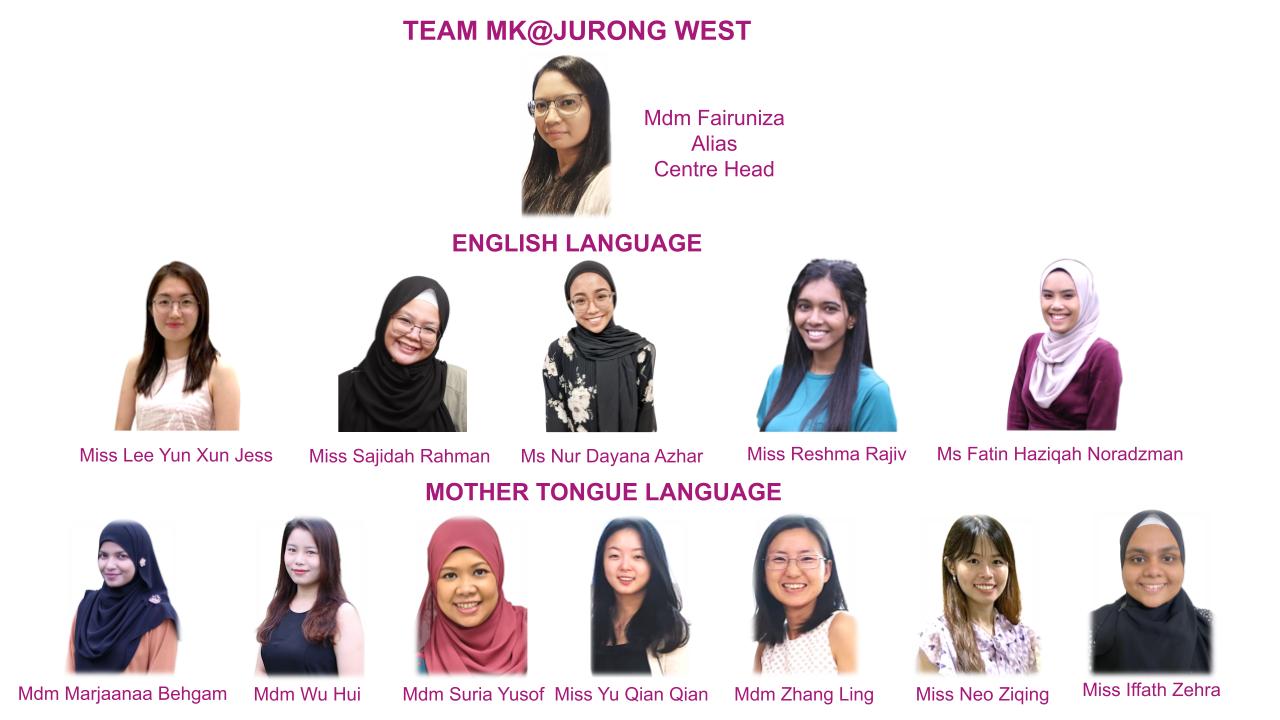 TEAM MK@JURONG WEST
Mdm Fairuniza
Alias
Centre Head
ENGLISH LANGUAGE
Miss Lee Yun Xun Jess
Miss Sajidah Rahman
Ms Nur Dayana Azhar
Miss Reshma Rajiv
Ms Fatin Haziqah Noradzman
MOTHER TONGUE LANGUAGE
Mdm Marjaanaa Behgam
Mdm Wu Hui
Mdm Suria Yusof
Miss Yu Qian Qian
Mdm Zhang Ling
Miss Neo Ziqing
Miss Iffath Zehra